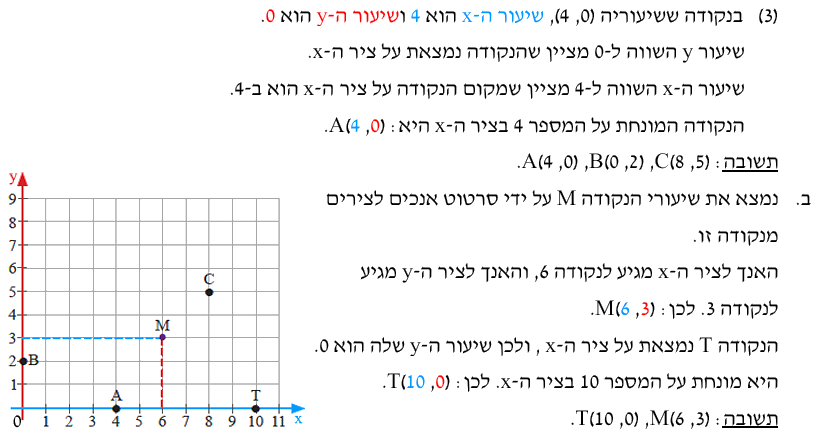 (3) בנקודה ששיעוריה (4, 0), שיעור ה-x הוא 4 ושיעור ה-y הוא 0.
שיעור y השווה ל-0 מציין שהנקודה נמצאת על ציר ה-x.
שיעור ה-x השווה ל-4 מציין שמקום הנקודה על ציר ה-x הוא ב-4.
הנקודה המונחת על המספר 4 בציר ה-x היא: A(4, 0).
תשובה: A(4, 0), B(0, 2), C(8, 5).
ב. נמצא את שיעורי הנקודה M על ידי סרטוט אנכים לצירים
מנקודה זו.
האנך לציר ה-x מגיע לנקודה 6, והאנך לציר ה-y מגיע
לנקודה 3. לכן: M(6, 3).
הנקודה T נמצאת על ציר ה-x, ולכן שיעור ה-y שלה הוא 0.
היא מונחת על המספר 10 בציר ה-x. לכן: T(10, 0).
תשובה: M(6, 3), T(10, 0).
y
9
8
7
6
C
5
4
M
3
2 B
1
A T
0 1 2 3 4 5 6 7 8 9 10 11 x